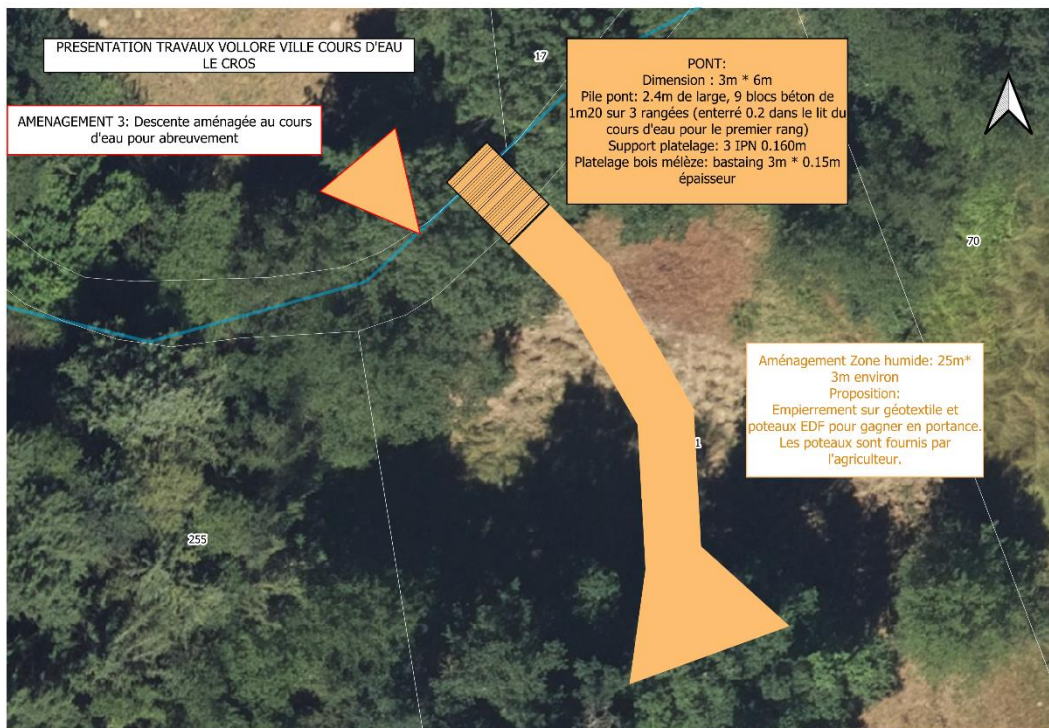 PRESENTATION TRAVAUX VOLLORE VILLE COURS D'EAU
LE CROS
17
PONT:
Dimension : 3m * 6m
Pile pont: 2.4m de large, 9 blocs béton de
1m20 sur 3 rangées (enterré 0.2 dans le lit du
cours d'eau pour le premier rang)
Support platelage: 3 IPN 0.160m
Platelage bois mélèze: bastaing 3m * 0.15m
épaisseur
AMENAGEMENT 3: Descente aménagée au cours
d'eau pour abreuvement
70
Aménagement Zone humide: 25m*
3m environ
Proposition:
Empierrement sur géotextile et
poteaux EDF pour gagner en portance.
Les poteaux sont fournis par
l'agriculteur.
1
255